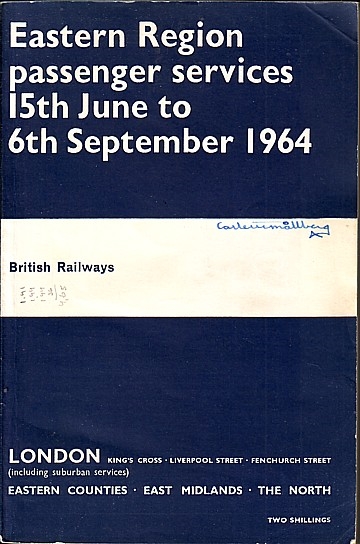 Eastern Region
passenger services
15th June to
6th September 1964
British Railways
LONDON KING'S CROSS · LIVERPOOL STREET · FENCHURCH STREET
(including suburban services)
EASTERN COUNTIES · EAST MIDLANDS · THE NORTH
TWO SHILLINGS